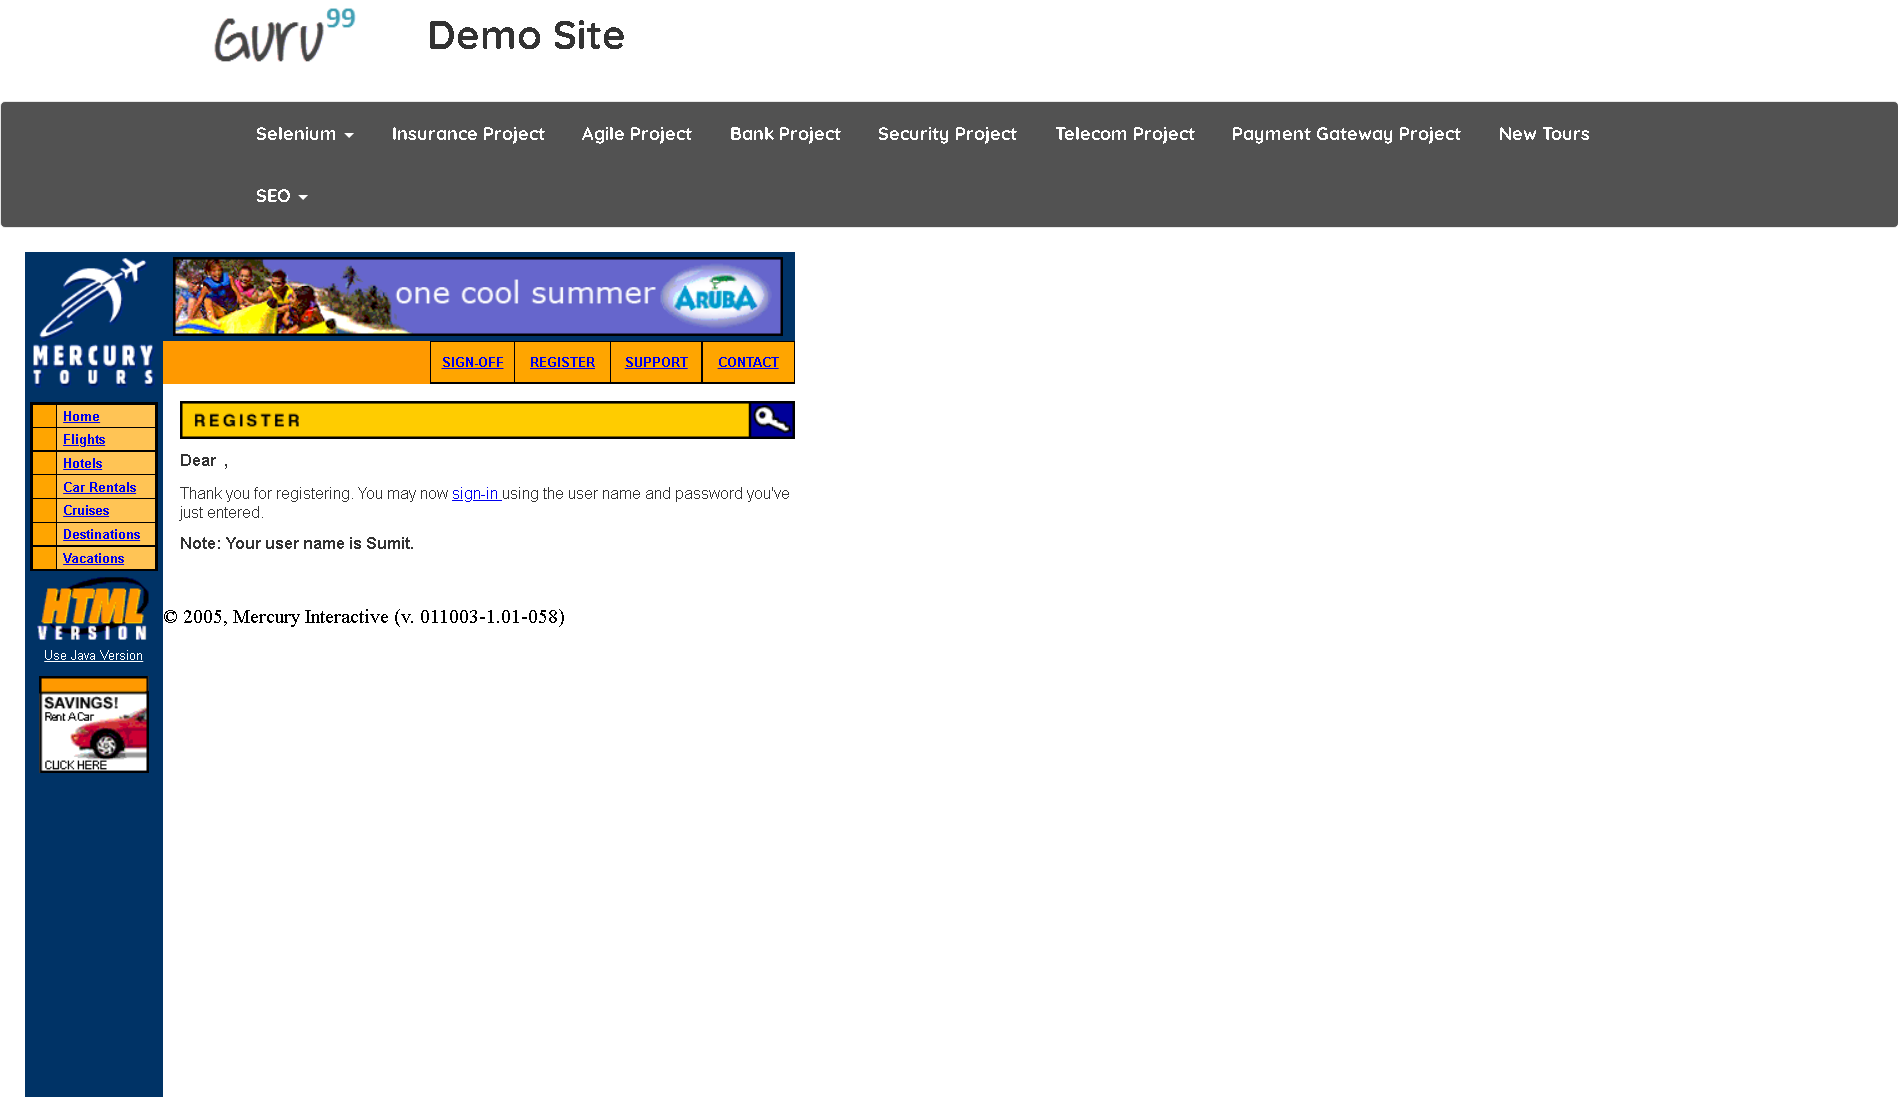 Guru99 Demo Site
Selenium Insurance Project Agile Project Bank Project Security Project Telecom Project Payment Gateway Project New Tours
SEO
one cool summer ARUBA
MERCURY
TOURS
SIGN-OFF REGISTER SUPPORT CONTACT
Home
Flights
Hotels
Car Rentals
Cruises
Destinations
Vacations
HTML
VERSION
Use Java Version
SAVINGS!
Rent A Car
CLICK HERE
REGISTER
Dear ,
Thank you for registering. You may now sign-in using the user name and password you've
just entered.
Note: Your user name is Sumit.
© 2005, Mercury Interactive (v. 011003-1.01-058)